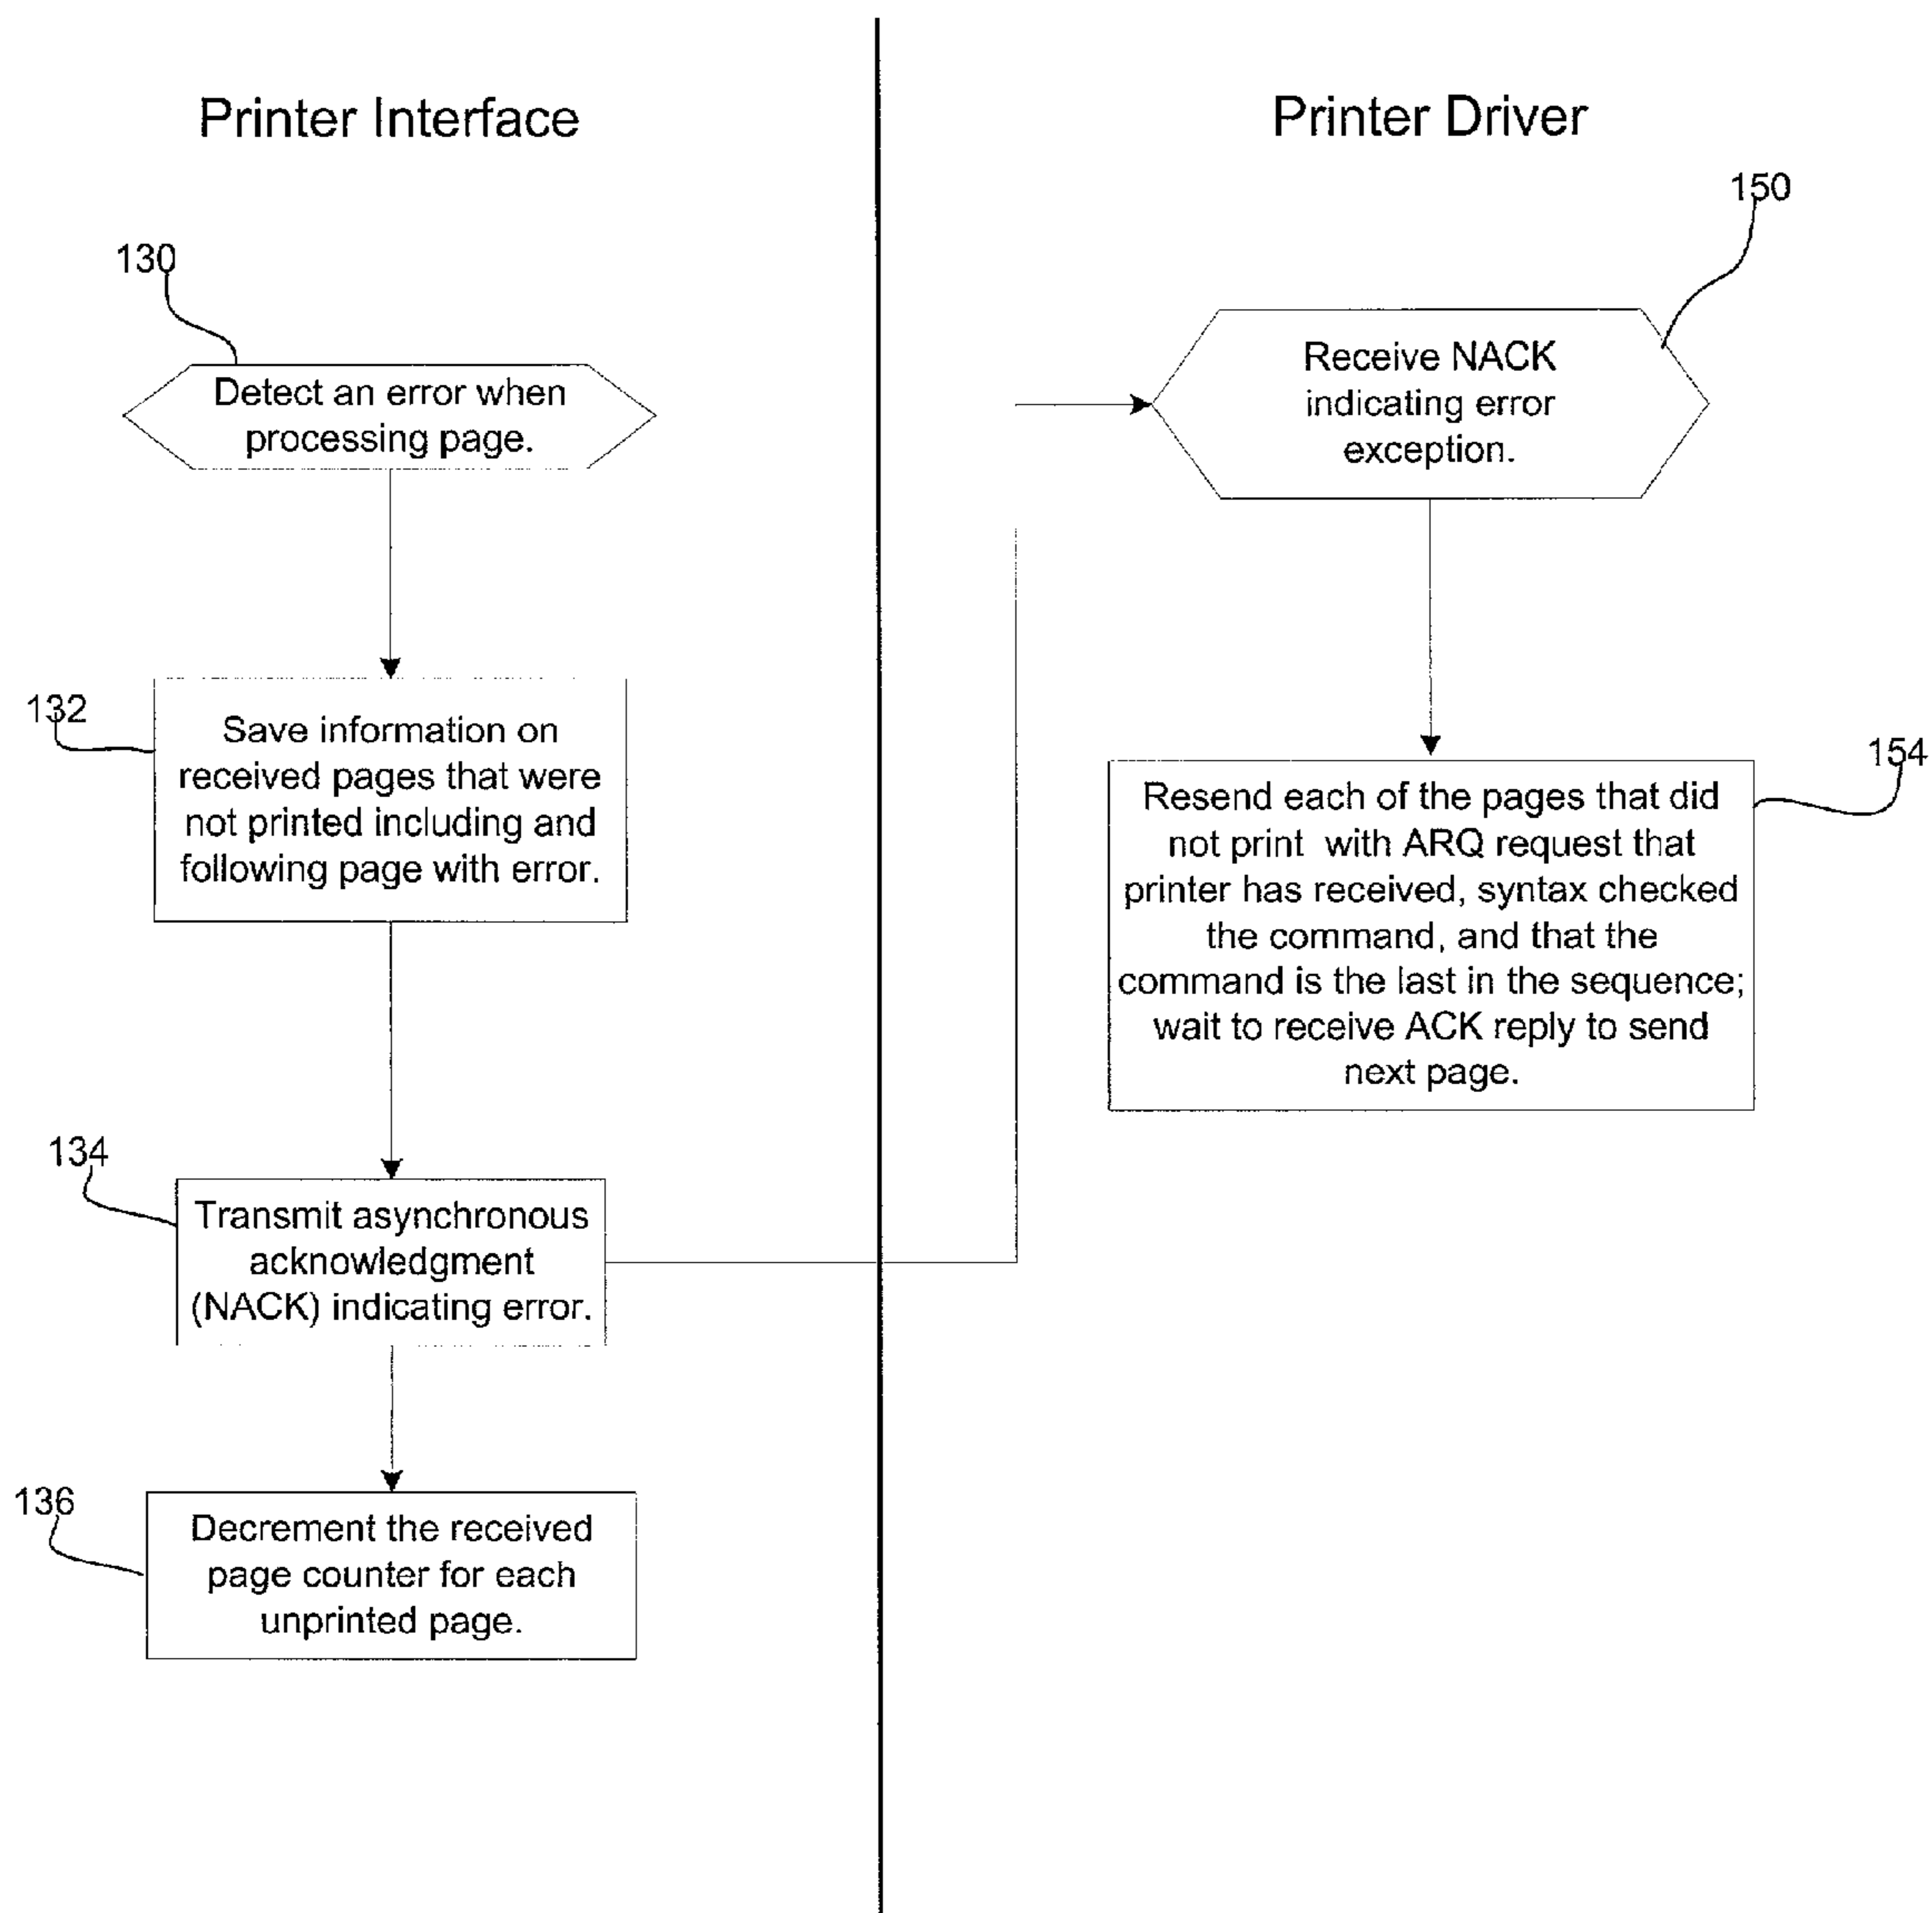 Printer Interface
130
Detect an error when
processing page.
132
Save information on
received pages that were
not printed including and
following page with error.
134
Transmit asynchronous
acknowledgment
(NACK) indicating error.
136
Decrement the received
page counter for each
unprinted page.
Printer Driver
150
Receive NACK
indicating error
exception.
154
Resend each of the pages that did
not print with ARQ request that
printer has received, syntax checked
the command, and that the
command is the last in the sequence;
wait to receive ACK reply to send
next page.